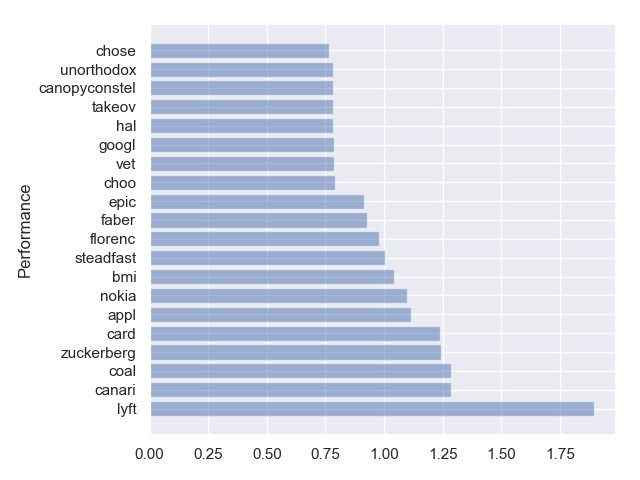 chose
unorthodox
canopyconstel
takeov
hal
googl
vet
choo
epic
faber
florenc
steadfast
bmi
nokia
appl
card
zuckerberg
coal
canari
lyft
Performance
0.00 0.25 0.50 0.75 1.00 1.25 1.50 1.75